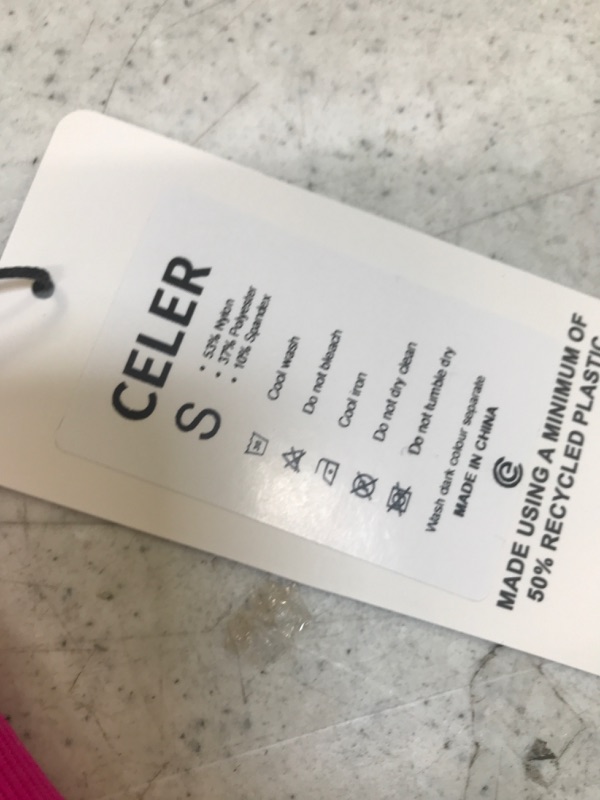 CELER
S
• 53% Nylon
• 37% Polyester
• 10% Spandex
30
Cool wash
Do not bleach
Cool iron
Do not dry clean
Do not tumble dry
Wash dark colour separate
MADE IN CHINA
MADE USING A MINIMUM OF
50% RECYCLED PLASTIC